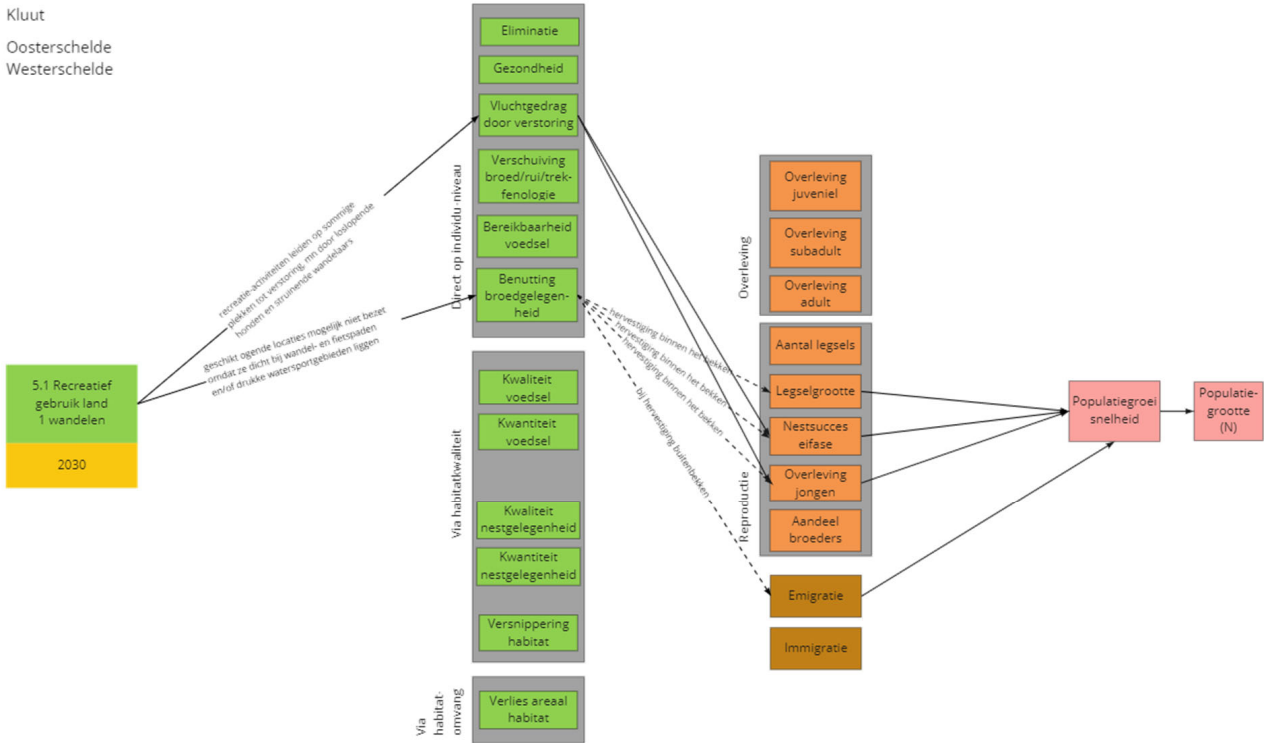 Kluut
Oosterschelde
Westerschelde
5.1 Recreatief
gebruik land
1 wandelen
2030
recreatie-activiteiten leiden op sommige
plekken tot verstoring, mn door loslopende
honden en struinende wandelaars
geschikt ogende locaties mogelijk niet bezet
omdat ze dicht bij wandel- en fietspaden
en/of drukke watersportgebieden liggen
Direct op individu-niveau
Eliminatie
Gezondheid
Vluchtgedrag
door verstoring
Verschuiving
broed/rui/trek-
fenologie
Bereikbaarheid
voedsel
Benutting
broedgelegen-
heid
Via habitatkwaliteit
Kwaliteit
voedsel
Kwantiteit
voedsel
Kwaliteit
nestgelegenheid
Kwantiteit
nestgelegenheid
Versnippering
habitat
Via
habitat-
omvang
Verlies areaal
habitat
hervestiging binnen het bekken
hervestiging binnen het bekken
hervestiging binnen het bekken
bij hervestiging buitenbekken
Overleving
Overleving
juveniel
Overleving
subadult
Overleving
adult
Reproductie
Aantal legsels
Legselgrootte
Nestsucces
eifase
Overleving
jongen
Aandeel
broeders
Emigratie
Immigratie
Populatiegroei
snelheid
Populatie-
grootte
(N)